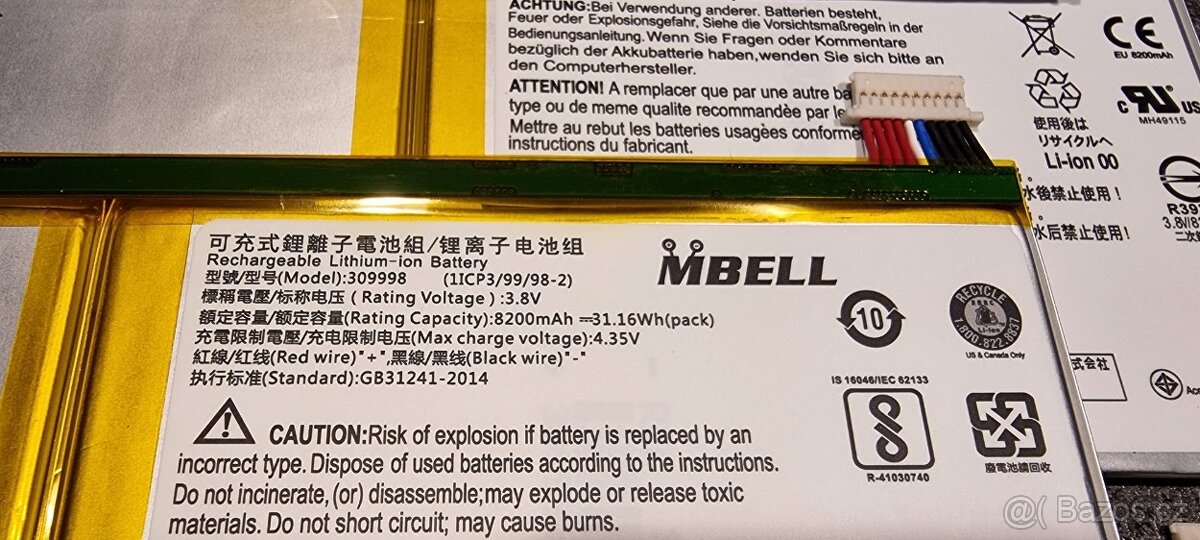 ACHTUNG:Bei Verwendung anderer. Batterien besteht,
Feuer oder Explosionsgefahr, Siehe die Vorsichtsmaßregeln in der
Bedienungsanleitung. Wenn Sie Fragen oder Kommentare
bezüglich der Akkubatterie haben,wenden Sie sich bitte an
den Computerhersteller.
ATTENTION! A remplacer que par une autre
type ou de meme qualite recommandée par
Mettre au rebut les batteries usagées
instructions du fabricant.
CE
EU 8200mAh
c RU US
MH49115
使用後は
リサイクルへ
Li-ion 00
水後禁止使用！
水后禁止使用！
3.8V/8
二次
式会社
可充式鋰離子電池組/锂离子电池组
Rechargeable Lithium-ion Battery
型號/型号(Model):309998 (1ICP3/99/98-2)
標稱電壓/标称电压 ( Rating Voltage ) :3.8V
額定容量/额定容量(Rating Capacity):8200mAh ⎓31.16Wh(pack)
充電限制電壓/充电限制电压(Max charge voltage):4.35V
紅線/红线(Red wire)"+",黑線/黑线(Black wire)"-"
执行标准(Standard):GB31241-2014
MBELL
10
RECYCLE
Li-Ion
1.800.822.8837
US & Canada Only
IS 16046/IEC 62133
R-41030740
廢電池請回收
CAUTION:Risk of explosion if battery is replaced by an
incorrect type. Dispose of used batteries according to the instructions.
Do not incinerate, (or) disassemble;may explode or release toxic
materials. Do not short circuit; may cause burns.
@( Bazos.cz